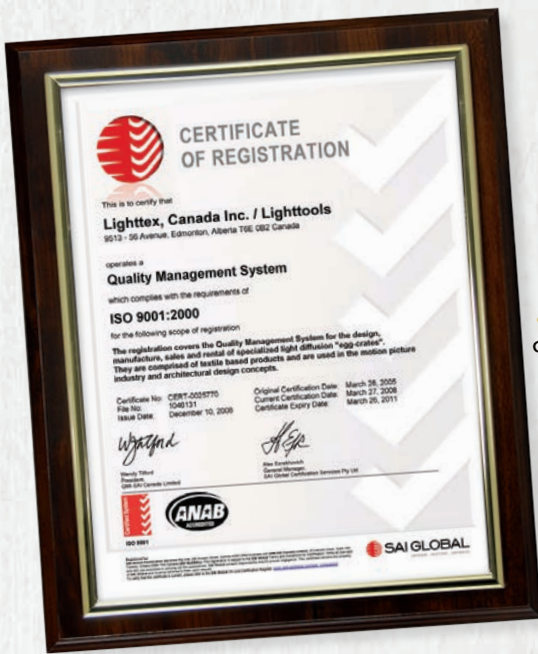 CERTIFICATE
OF REGISTRATION
This is to certify that
Lighttex, Canada Inc. / Lighttools
9513 - 56 Avenue, Edmonton, Alberta T6E 0B2 Canada
operates a
Quality Management System
which complies with the requirements of
ISO 9001:2000
for the following scope of registration
The registration covers the Quality Management System for the design,
manufacture, sales and rental of specialized light diffusion "egg-crates".
They are comprised of textile based products and are used in the motion picture
industry and architectural design concepts.
Certificate No: CERT-0025770 Original Certification Date: March 28, 2005
File No: 1046131 Current Certification Date: March 27, 2008
Issue Date: December 10, 2008 Certificate Expiry Date: March 26, 2011
Wendy Tilford
President,
QMI-SAI Canada Limited
Alex Ezrakhovich
General Manager,
SAI Global Certification Services Pty Ltd
Certified System
ISO 9001
ANAB
ACCREDITED
SAI GLOBAL